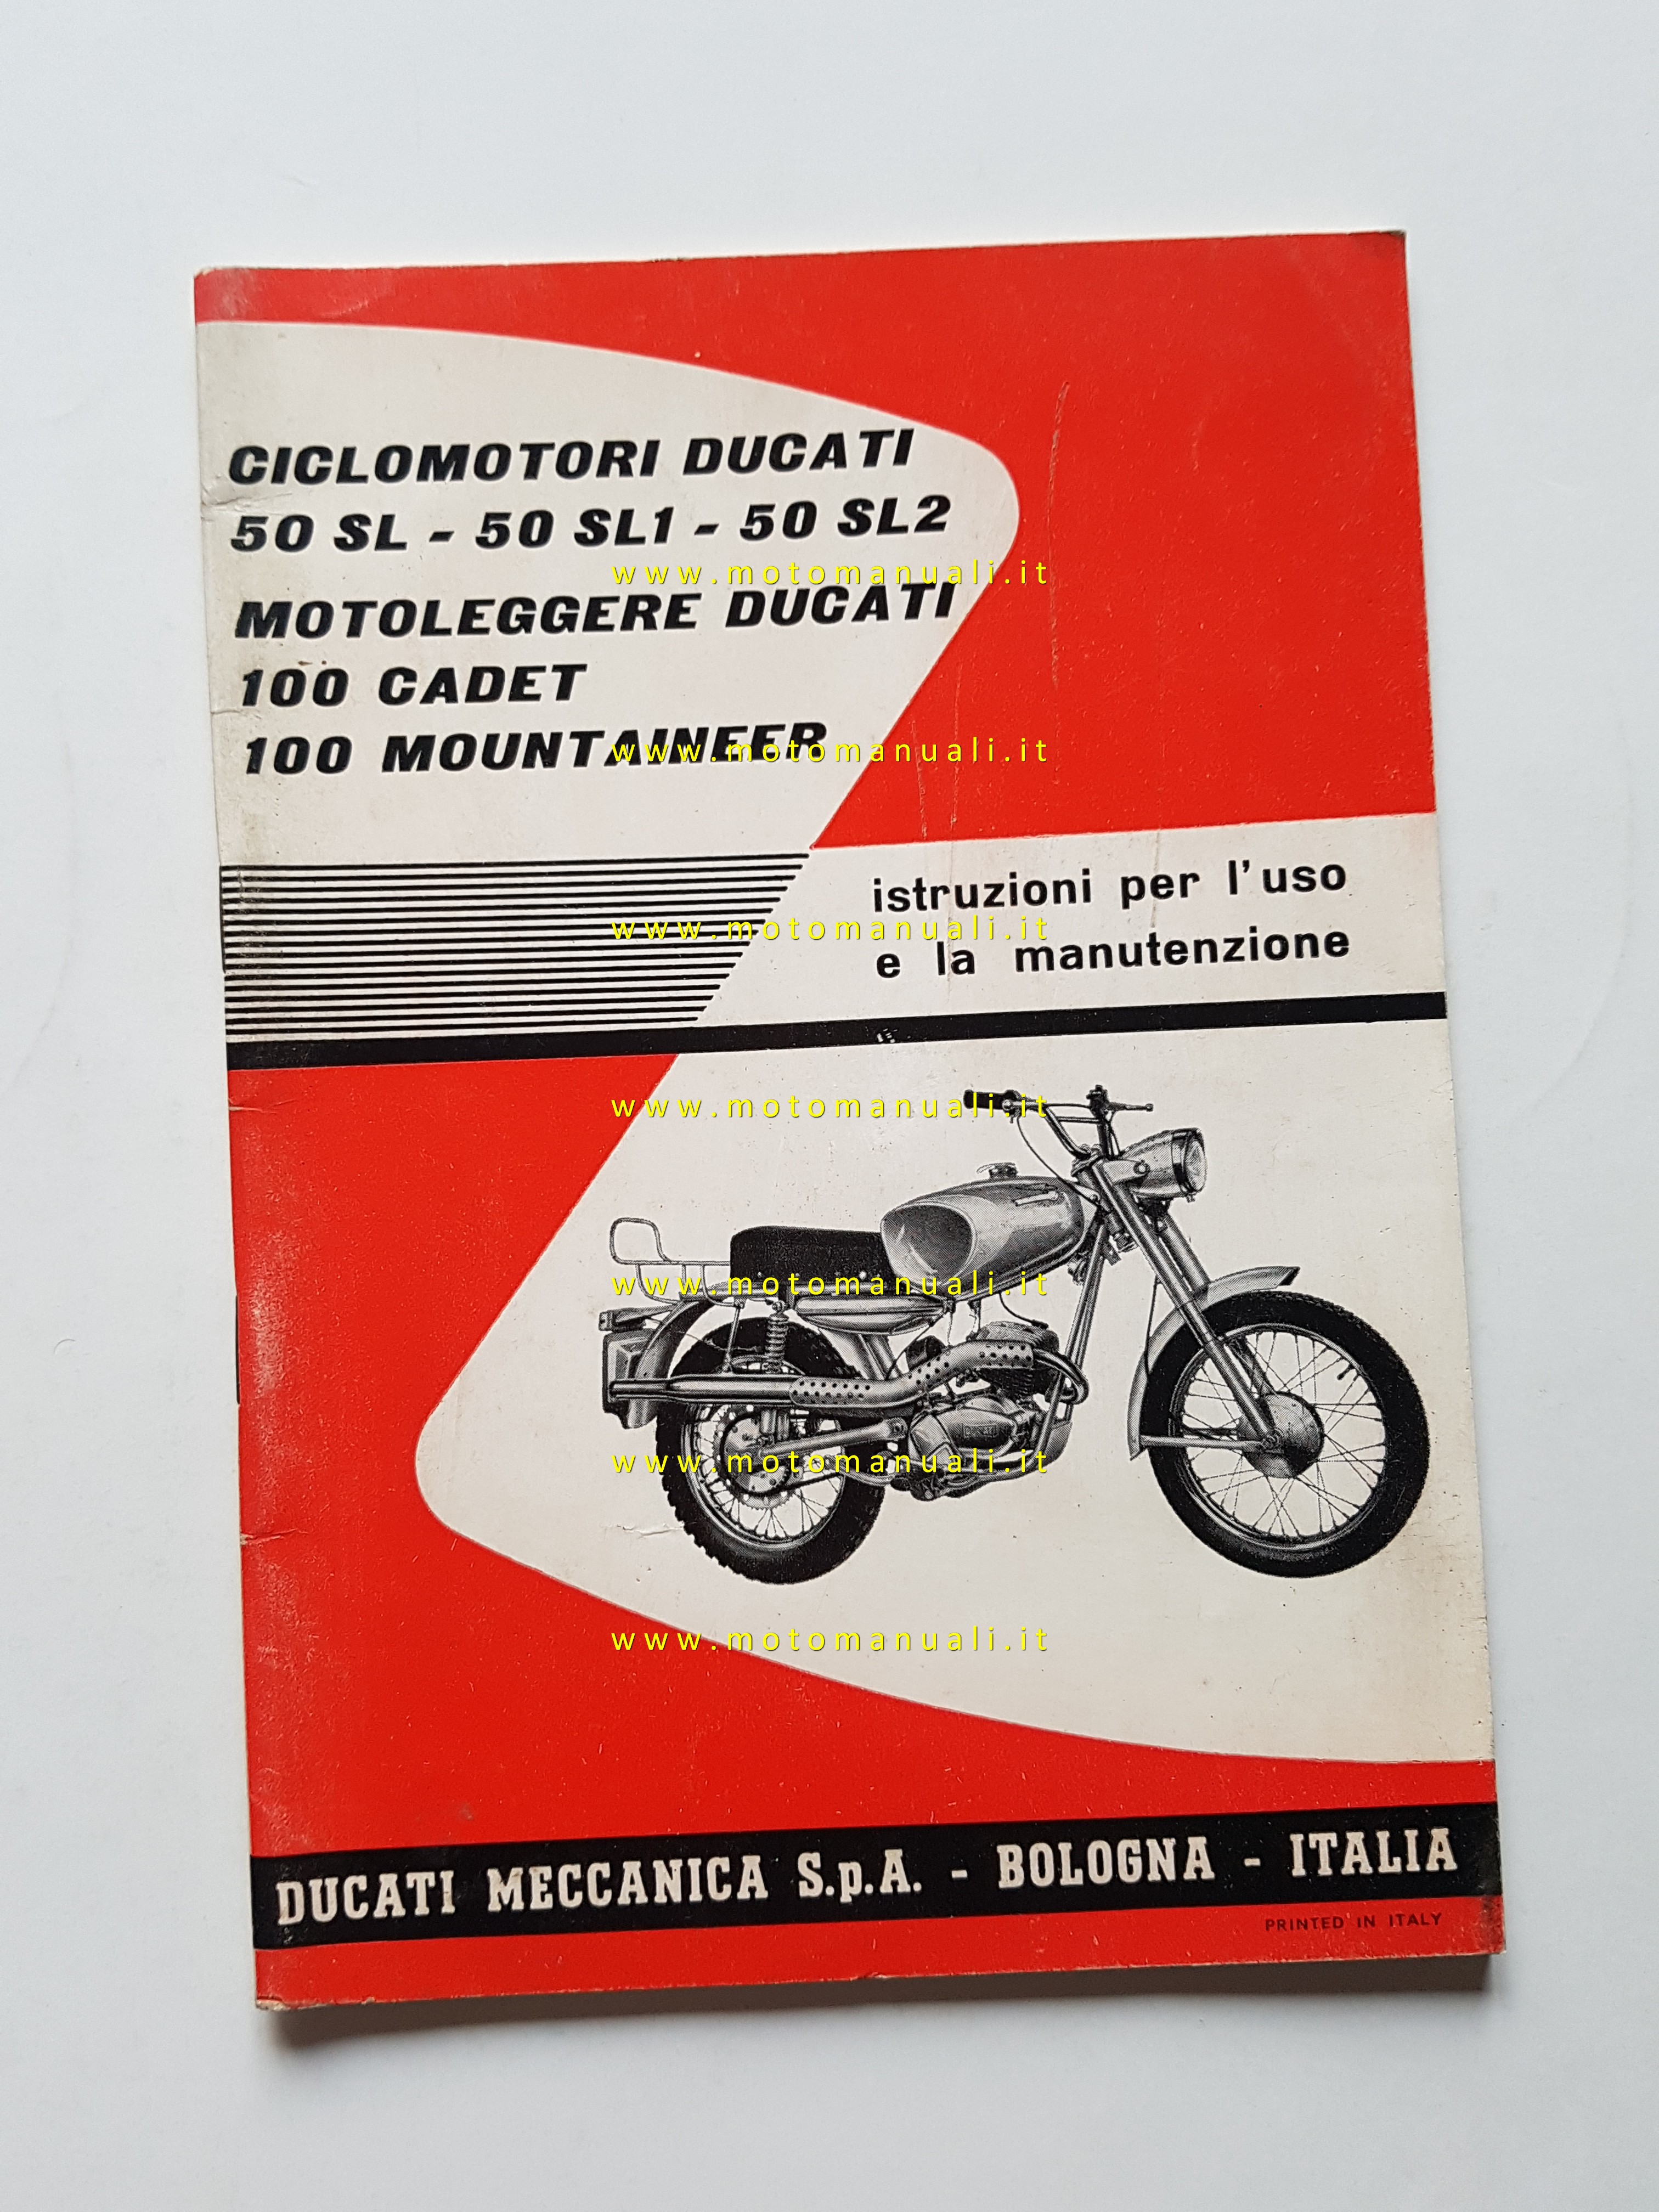 CICLOMOTORI DUCATI
50 SL - 50 SL1 - 50 SL2
www.motomanuali.it
MOTOLEGGERE DUCATI
100 CADET
100 MOUNTAINEER
www.motomanuali.it
istruzioni per l'uso
www.motomanuali.it
e la manutenzione
www.motomanuali.it
www.motomanuali.it
DUCATI
www.motomanuali.it
www.motomanuali.it
DUCATI MECCANICA S.p.A. - BOLOGNA - ITALIA
PRINTED IN ITALY